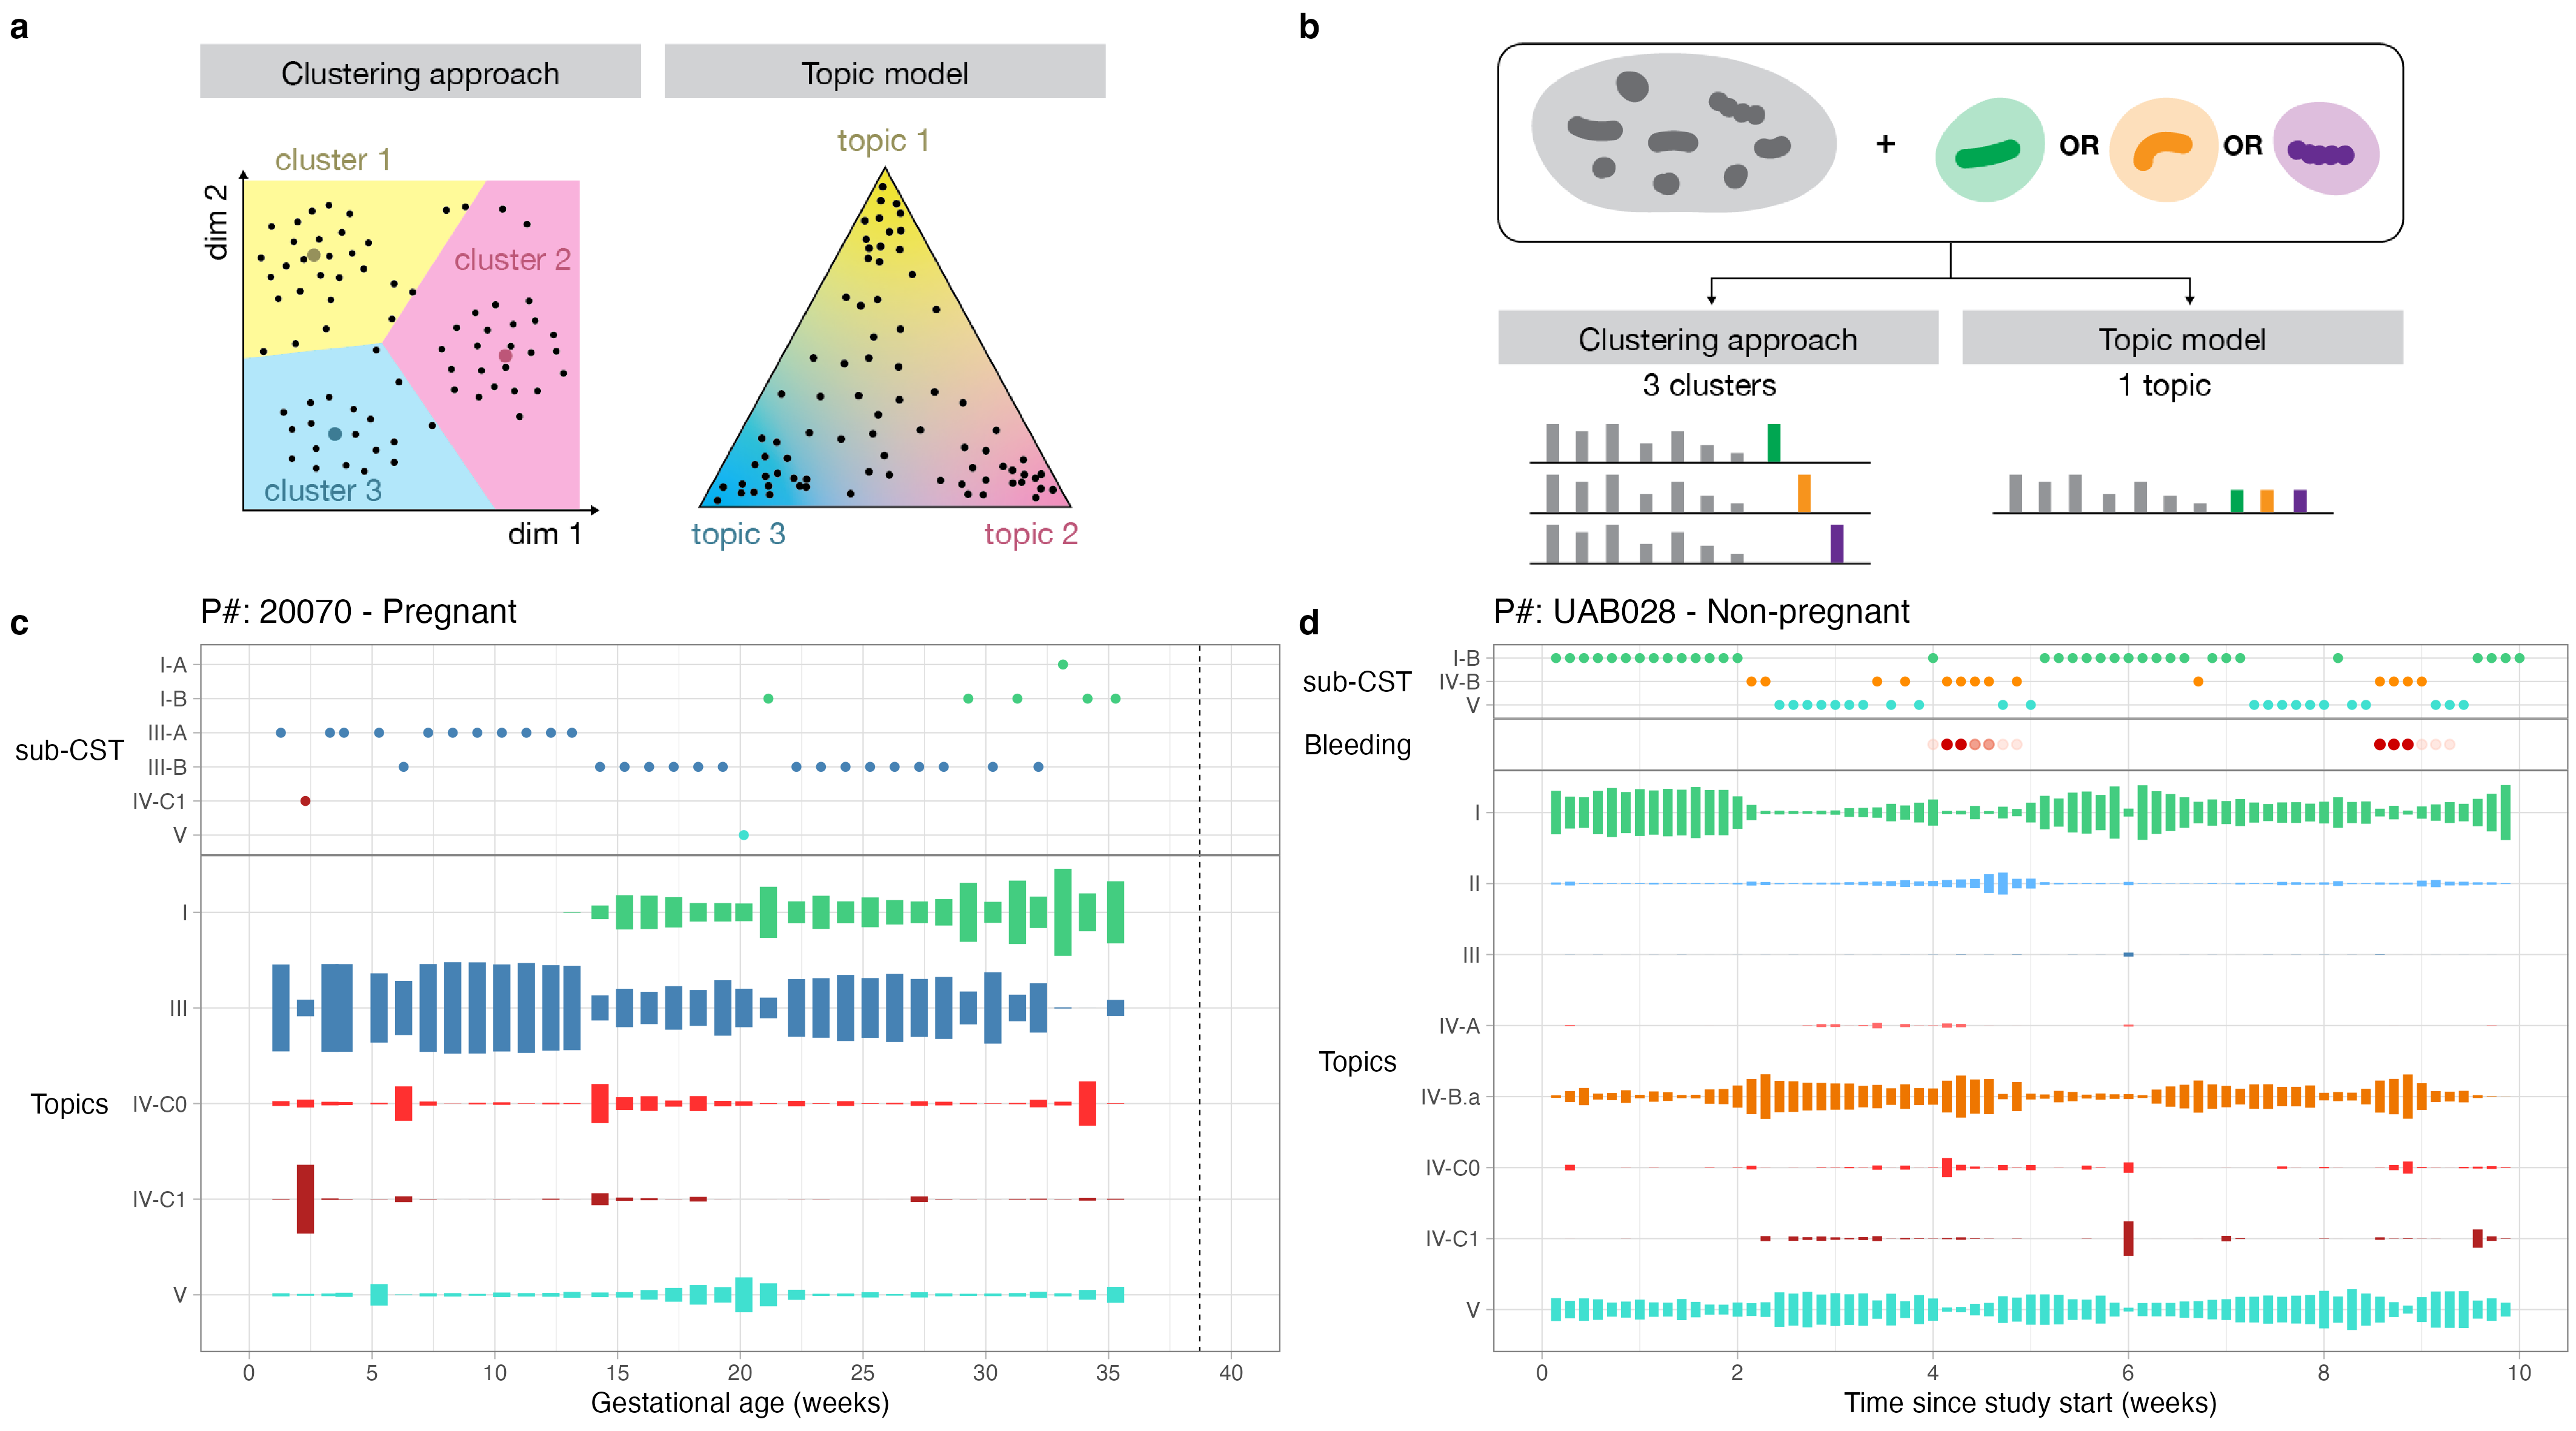 a
Clustering approach
Topic model
cluster 1
cluster 2
cluster 3
dim 2
dim 1
topic 1
topic 3
topic 2
b
+
OR
OR
Clustering approach
3 clusters
Topic model
1 topic
c
P#: 20070 - Pregnant
sub-CST
I-A
I-B
III-A
III-B
IV-C1
V
Topics
I
III
IV-C0
IV-C1
V
0 5 10 15 20 25 30 35 40
Gestational age (weeks)
d
P#: UAB028 - Non-pregnant
sub-CST
I-B
IV-B
V
Bleeding
Topics
I
II
III
IV-A
IV-B.a
IV-C0
IV-C1
V
0 2 4 6 8 10
Time since study start (weeks)